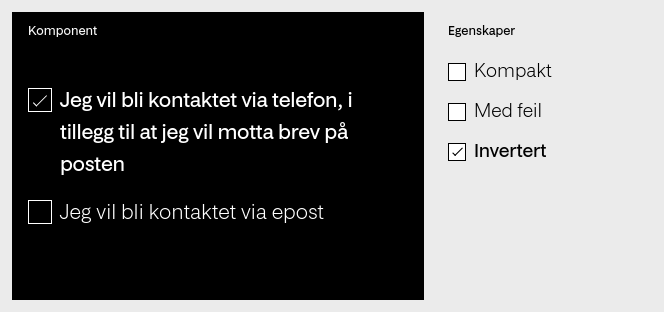 Komponent
Jeg vil bli kontaktet via telefon, i
tillegg til at jeg vil motta brev på
posten
Jeg vil bli kontaktet via epost
Egenskaper
Kompakt
Med feil
Invertert